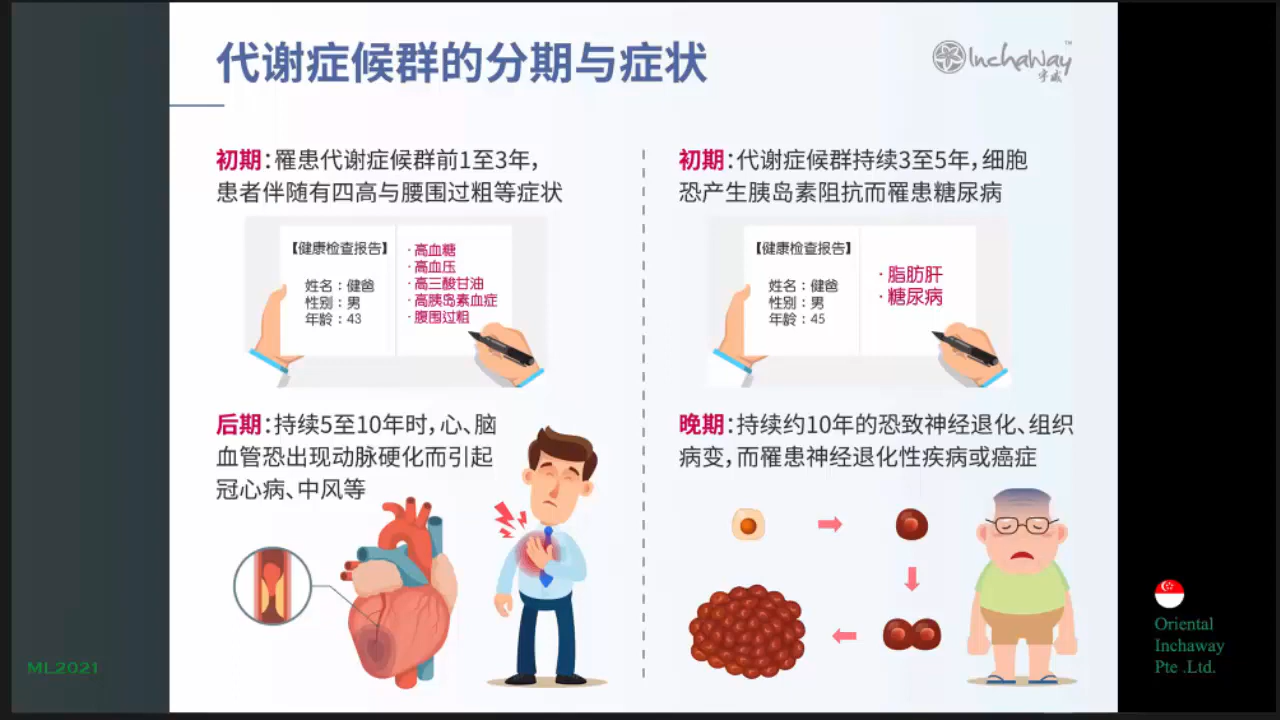 代谢症候群的分期与症状
InchaWay
宇威
TM
初期：罹患代谢症候群前1至3年，
患者伴随有四高与腰围过粗等症状
【健康检查报告】
姓名：健爸
性别：男
年龄：43
·高血糖
·高血压
·高三酸甘油
·高胰岛素血症
·腹围过粗
初期：代谢症候群持续3至5年，细胞
恐产生胰岛素阻抗而罹患糖尿病
【健康检查报告】
姓名：健爸
性别：男
年龄：45
·脂肪肝
·糖尿病
后期：持续5至10年时，心、脑
血管恐出现动脉硬化而引起
冠心病、中风等
晚期：持续约10年的恐致神经退化、组织
病变，而罹患神经退化性疾病或癌症
ML2021
Oriental
Inchaway
Pte .Ltd.